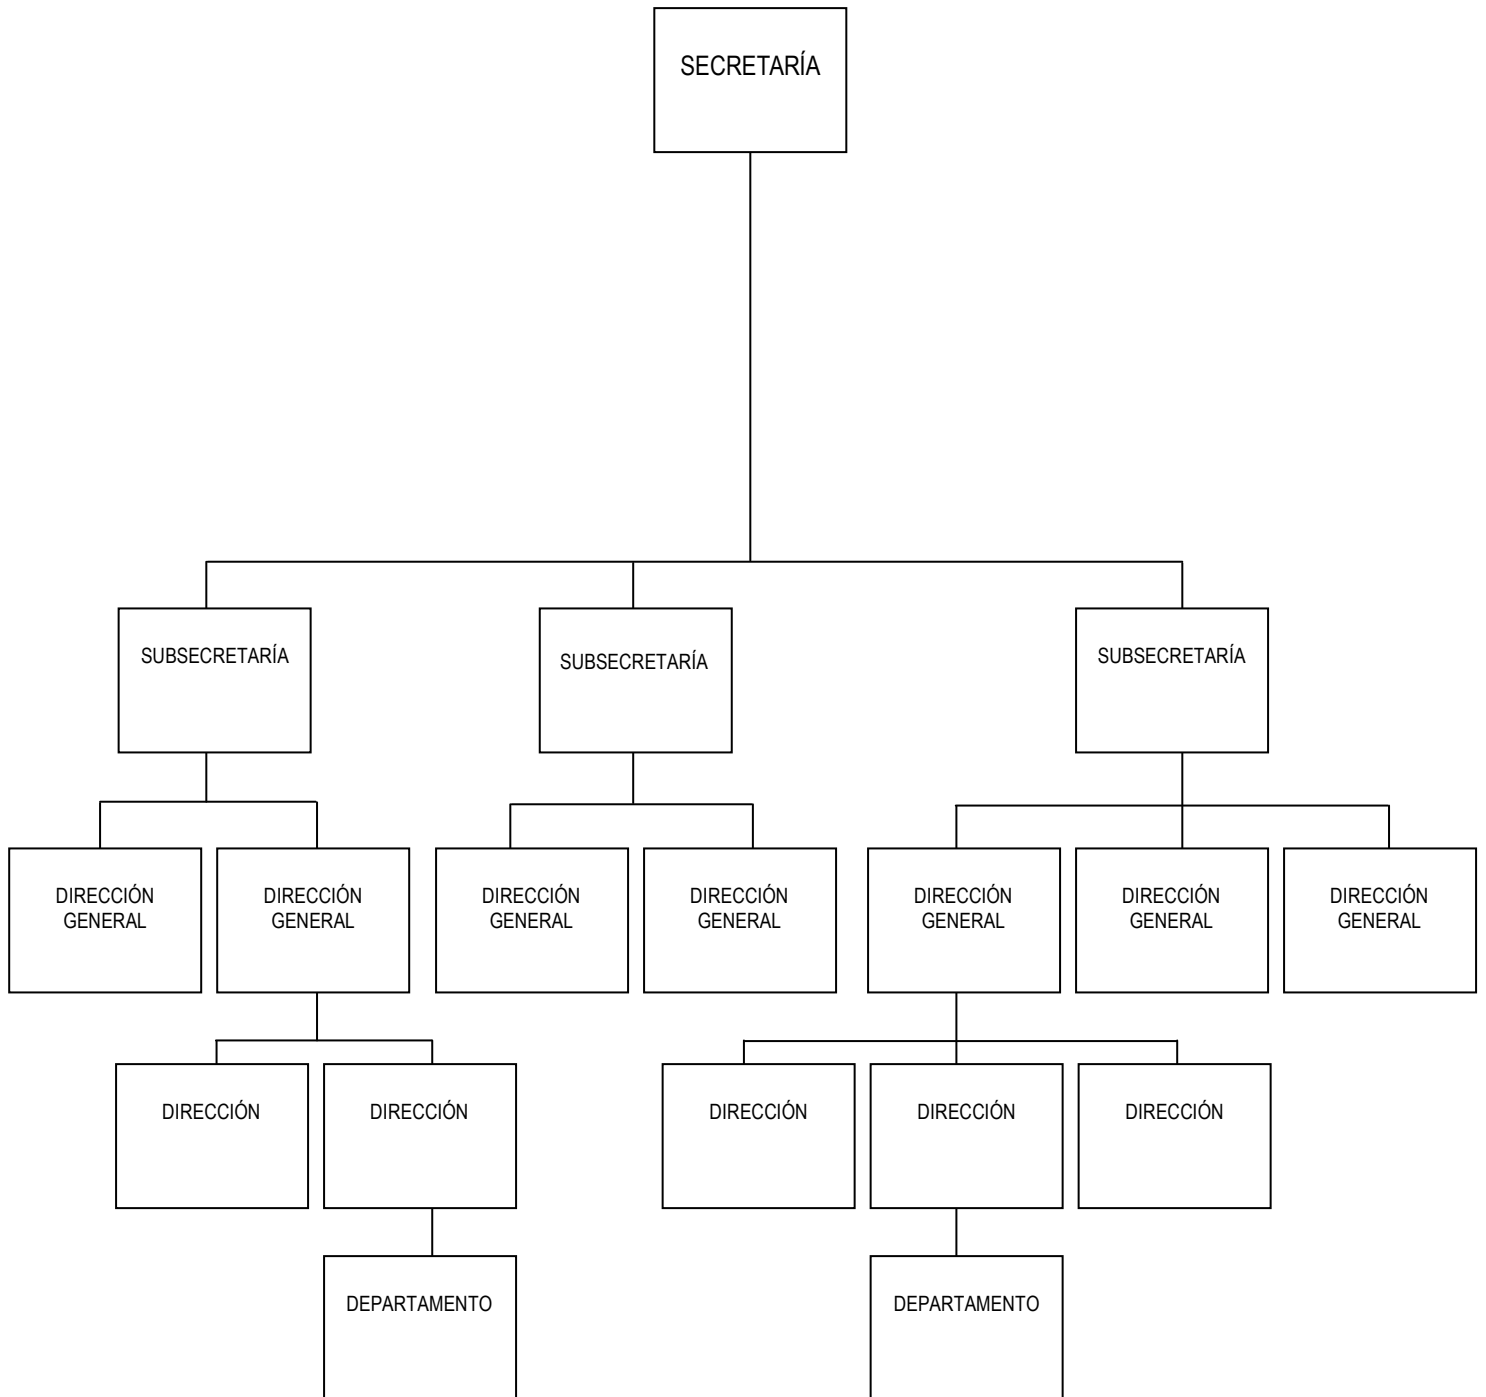 SECRETARÍA
SUBSECRETARÍA
SUBSECRETARÍA
SUBSECRETARÍA
DIRECCIÓN
GENERAL
DIRECCIÓN
GENERAL
DIRECCIÓN
GENERAL
DIRECCIÓN
GENERAL
DIRECCIÓN
GENERAL
DIRECCIÓN
GENERAL
DIRECCIÓN
GENERAL
DIRECCIÓN
DIRECCIÓN
DIRECCIÓN
DIRECCIÓN
DIRECCIÓN
DEPARTAMENTO
DEPARTAMENTO